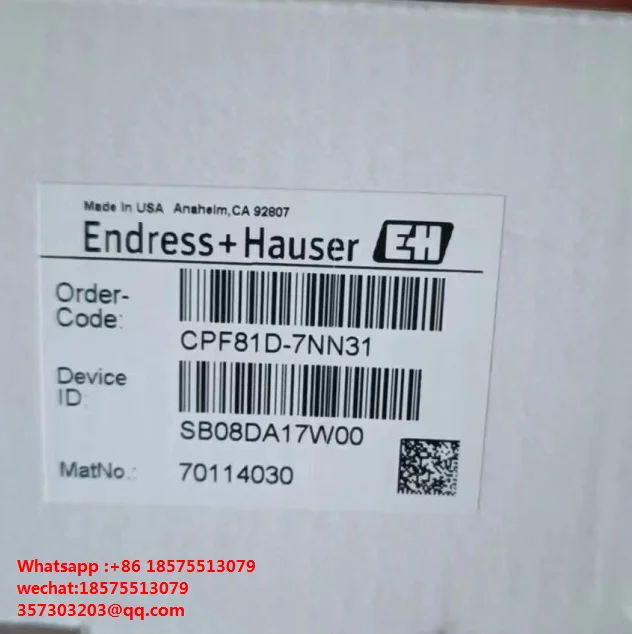 Made in USA Anaheim,CA 92807
Endress+Hauser EH
Order-
Code:
CPF81D-7NN31
Device
ID:
SB08DA17W00
MatNo.: 70114030
Whatsapp :+86 18575513079
wechat:18575513079
357303203@qq.com